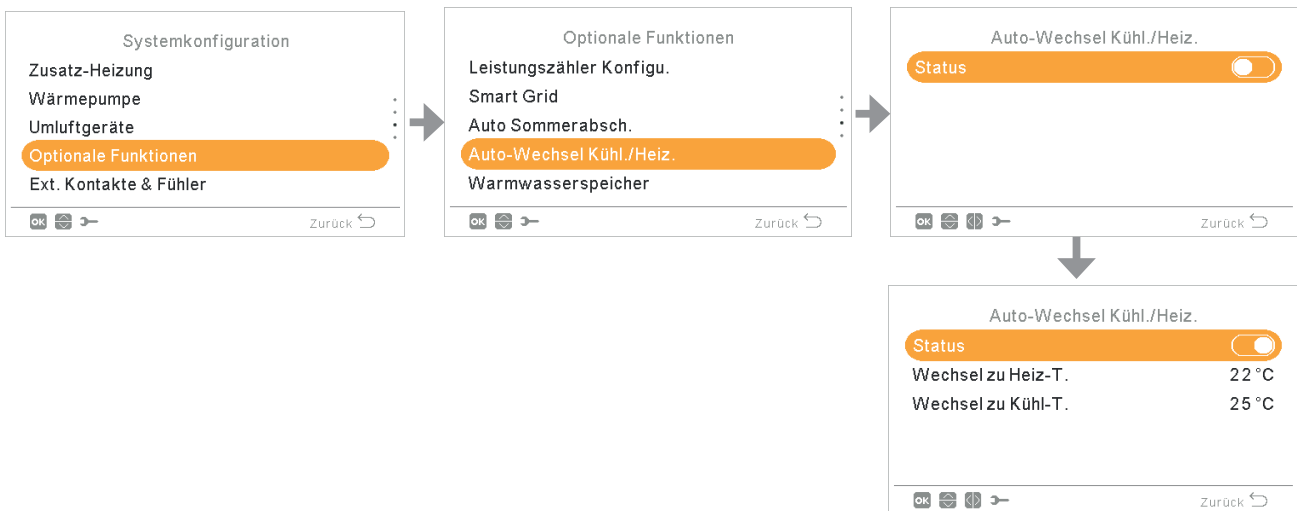 Systemkonfiguration
Zusatz-Heizung
Wärmepumpe
Umluftgeräte
Optionale Funktionen
Ext. Kontakte & Fühler
OK
Zurück
Optionale Funktionen
Leistungszähler Konfigu.
Smart Grid
Auto Sommerabsch.
Auto-Wechsel Kühl./Heiz.
Warmwasserspeicher
OK
Zurück
Auto-Wechsel Kühl./Heiz.
Status
OK
Zurück
Auto-Wechsel Kühl./Heiz.
Status
Wechsel zu Heiz-T. 22 °C
Wechsel zu Kühl-T. 25 °C
OK
Zurück